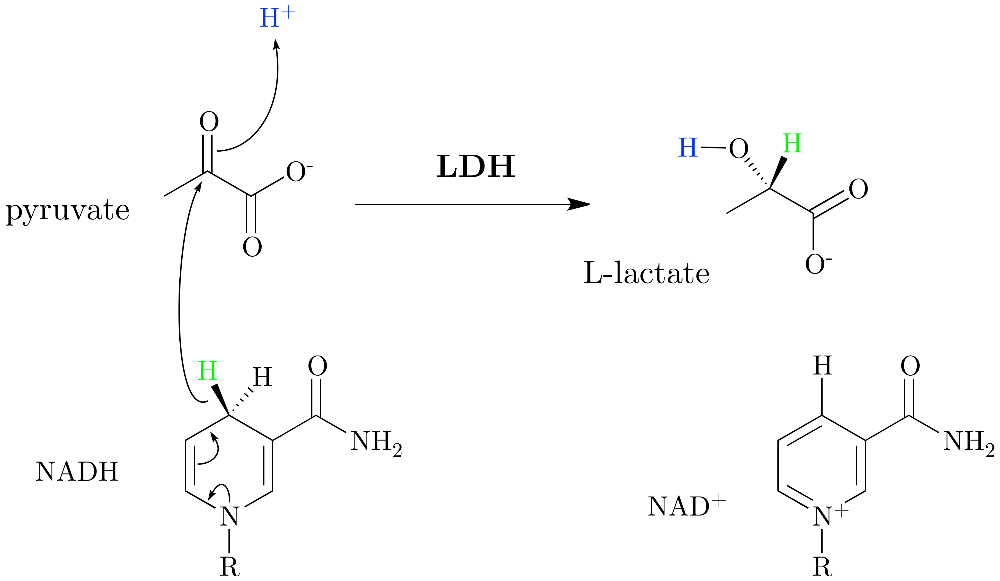 H+
O
O-
pyruvate
O
LDH
H
O
H
O
O-
L-lactate
H
H
O
NH2
NADH
N
R
H
O
NH2
NAD+
N+
R